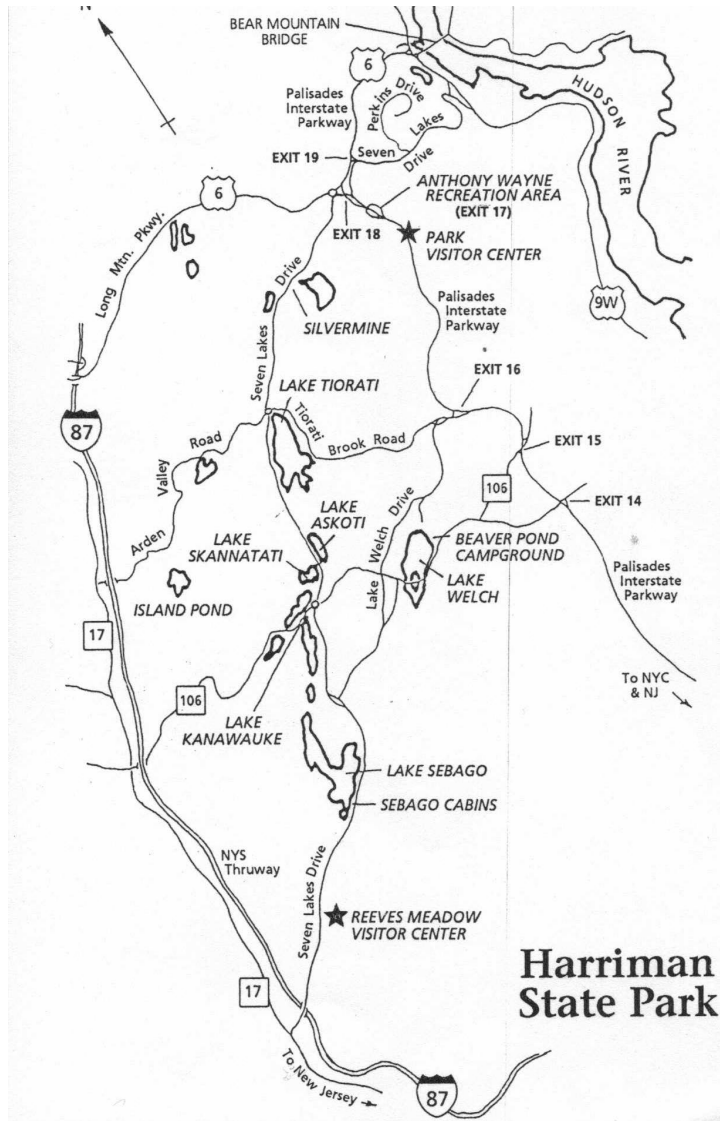 N
BEAR MOUNTAIN
BRIDGE
6
Palisades
Interstate
Parkway
Perkins Drive
HUDSON
RIVER
Seven Lakes
Drive
EXIT 19
ANTHONY WAYNE
RECREATION AREA
(EXIT 17)
6
EXIT 18
PARK
VISITOR CENTER
Long Mtn. Pkwy.
9W
Seven Lakes Drive
Palisades
Interstate
Parkway
SILVERMINE
EXIT 16
LAKE TIORATI
87
Tiorati
Brook Road
EXIT 15
Arden Valley Road
106
EXIT 14
LAKE
ASKOTI
Lake Welch Drive
BEAVER POND
CAMPGROUND
LAKE
SKANNATATI
LAKE
WELCH
Palisades
Interstate
Parkway
ISLAND POND
17
To NYC
& NJ
106
LAKE
KANAWAUKE
LAKE SEBAGO
SEBAGO CABINS
NYS
Thruway
Seven Lakes Drive
REEVES MEADOW
VISITOR CENTER
Harriman
State Park
17
To New Jersey
87